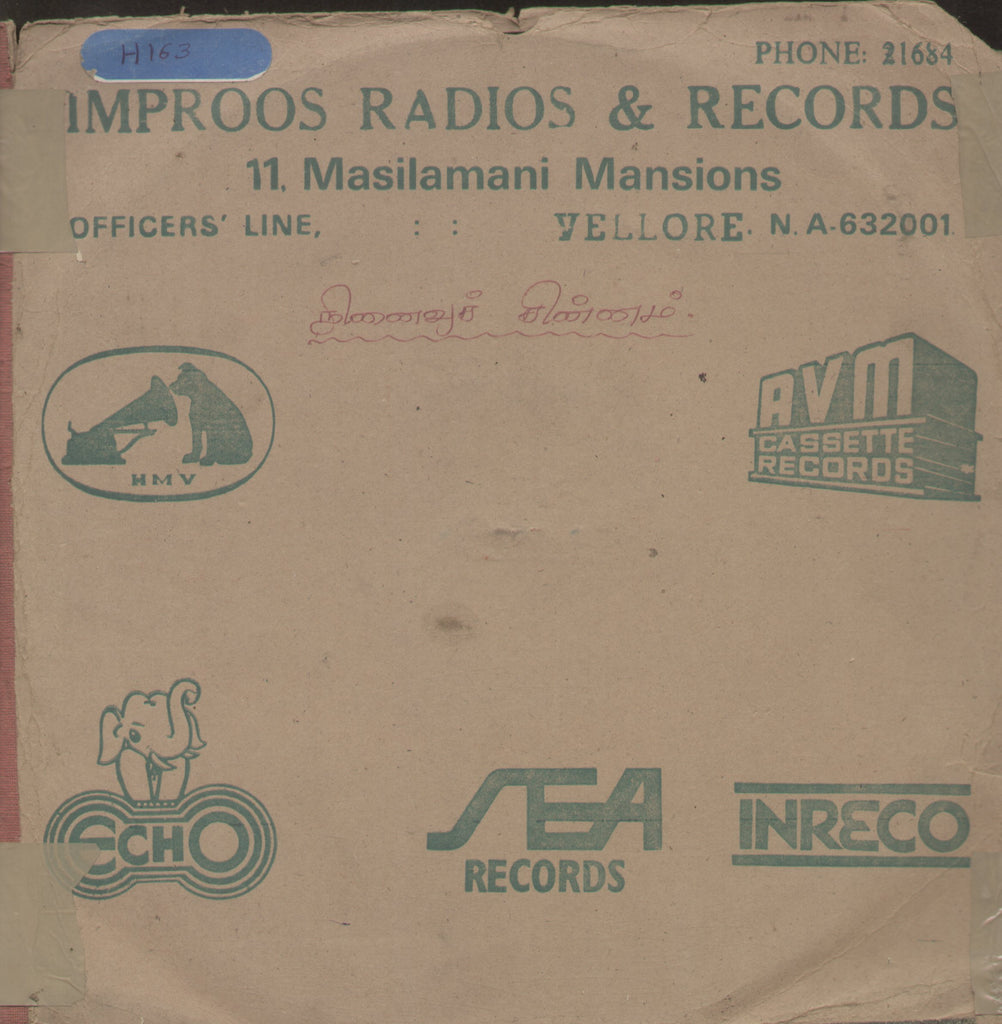 H163
PHONE: 21684
IMPROOS RADIOS & RECORDS
11, Masilamani Mansions
OFFICERS' LINE, : : VELLORE. N. A-632001.
நினைவுச் சின்னம்.
HMV
AVM
CASSETTE
RECORDS
ECHO
SEA
RECORDS
INRECO